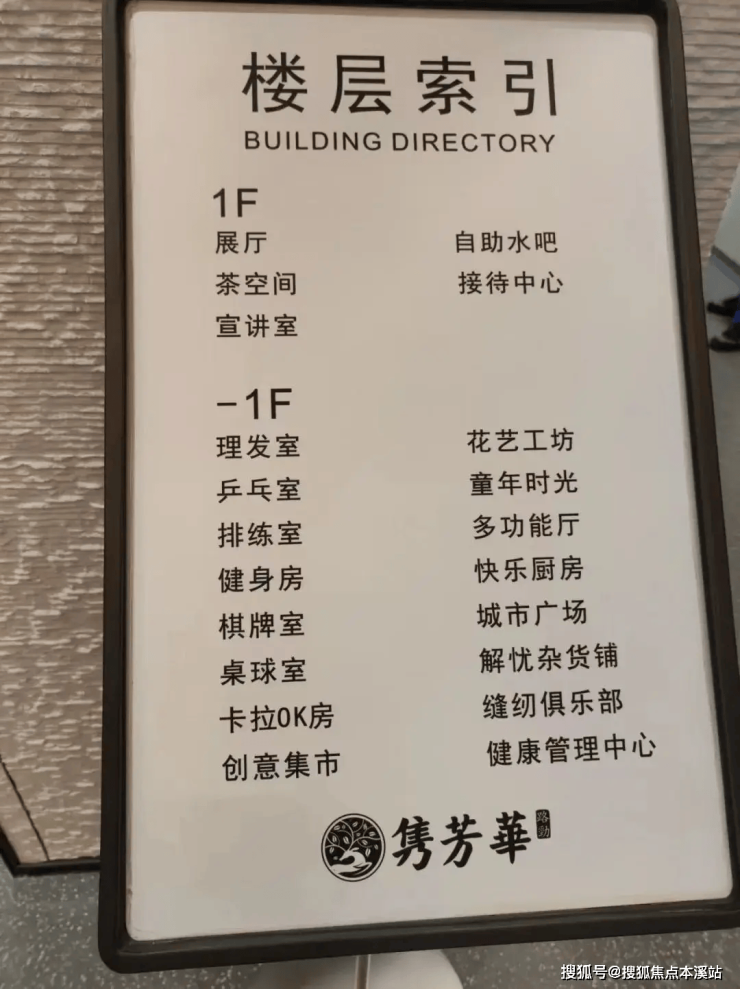 楼层索引
BUILDING DIRECTORY
1F
展厅 自助水吧
茶空间 接待中心
宣讲室
-1F
理发室 花艺工坊
乒乓室 童年时光
排练室 多功能厅
健身房 快乐厨房
棋牌室 城市广场
桌球室 解忧杂货铺
卡拉OK房 缝纫俱乐部
创意集市 健康管理中心
隽芳華 路劲
搜狐号@搜狐焦点本溪站